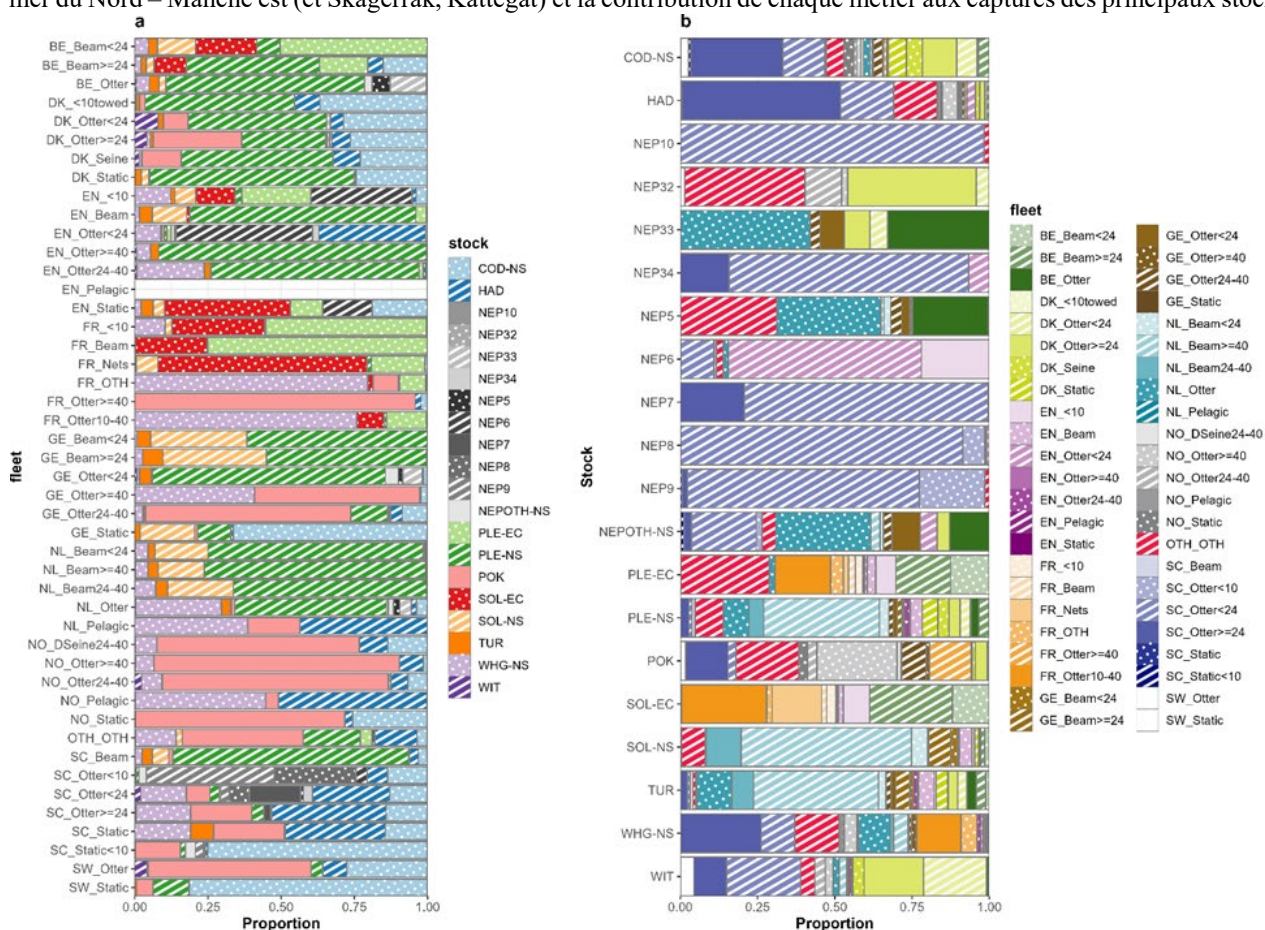 mer du Nord – Manche est (et Skagerrak, Kattegat) et la contribution de chaque métier aux captures des principaux
a
b
BE_Beam<24
BE_Beam>=24
BE_Otter
DK_<10towed
DK_Otter<24
DK_Otter>=24
DK_Seine
DK_Static
EN_<10
EN_Beam
EN_Otter<24
EN_Otter>=40
EN_Otter24-40
EN_Pelagic
EN_Static
FR_<10
FR_Beam
FR_Nets
FR_OTH
FR_Otter>=40
FR_Otter10-40
GE_Beam<24
GE_Beam>=24
GE_Otter<24
GE_Otter>=40
GE_Otter24-40
GE_Static
NL_Beam<24
NL_Beam>=40
NL_Beam24-40
NL_Otter
NL_Pelagic
NO_DSeine24-40
NO_Otter>=40
NO_Otter24-40
NO_Pelagic
NO_Static
OTH_OTH
SC_Beam
SC_Otter<10
SC_Otter<24
SC_Otter>=24
SC_Static
SC_Static<10
SW_Otter
SW_Static
fleet
0.00 0.25 0.50 0.75 1.00
Proportion
stock
COD-NS
HAD
NEP10
NEP32
NEP33
NEP34
NEP5
NEP6
NEP7
NEP8
NEP9
NEPOTH-NS
PLE-EC
PLE-NS
POK
SOL-EC
SOL-NS
TUR
WHG-NS
WIT
Stock
COD-NS
HAD
NEP10
NEP32
NEP33
NEP34
NEP5
NEP6
NEP7
NEP8
NEP9
NEPOTH-NS
PLE-EC
PLE-NS
POK
SOL-EC
SOL-NS
TUR
WHG-NS
WIT
0.00 0.25 0.50 0.75 1.00
Proportion
fleet
BE_Beam<24
BE_Beam>=24
BE_Otter
DK_<10towed
DK_Otter<24
DK_Otter>=24
DK_Seine
DK_Static
EN_<10
EN_Beam
EN_Otter<24
EN_Otter>=40
EN_Otter24-40
EN_Pelagic
EN_Static
FR_<10
FR_Beam
FR_Nets
FR_OTH
FR_Otter>=40
FR_Otter10-40
GE_Beam<24
GE_Beam>=24
GE_Otter<24
GE_Otter>=40
GE_Otter24-40
GE_Static
NL_Beam<24
NL_Beam>=40
NL_Beam24-40
NL_Otter
NL_Pelagic
NO_DSeine24-40
NO_Otter>=40
NO_Otter24-40
NO_Pelagic
NO_Static
OTH_OTH
SC_Beam
SC_Otter<10
SC_Otter<24
SC_Otter>=24
SC_Static
SC_Static<10
SW_Otter
SW_Static